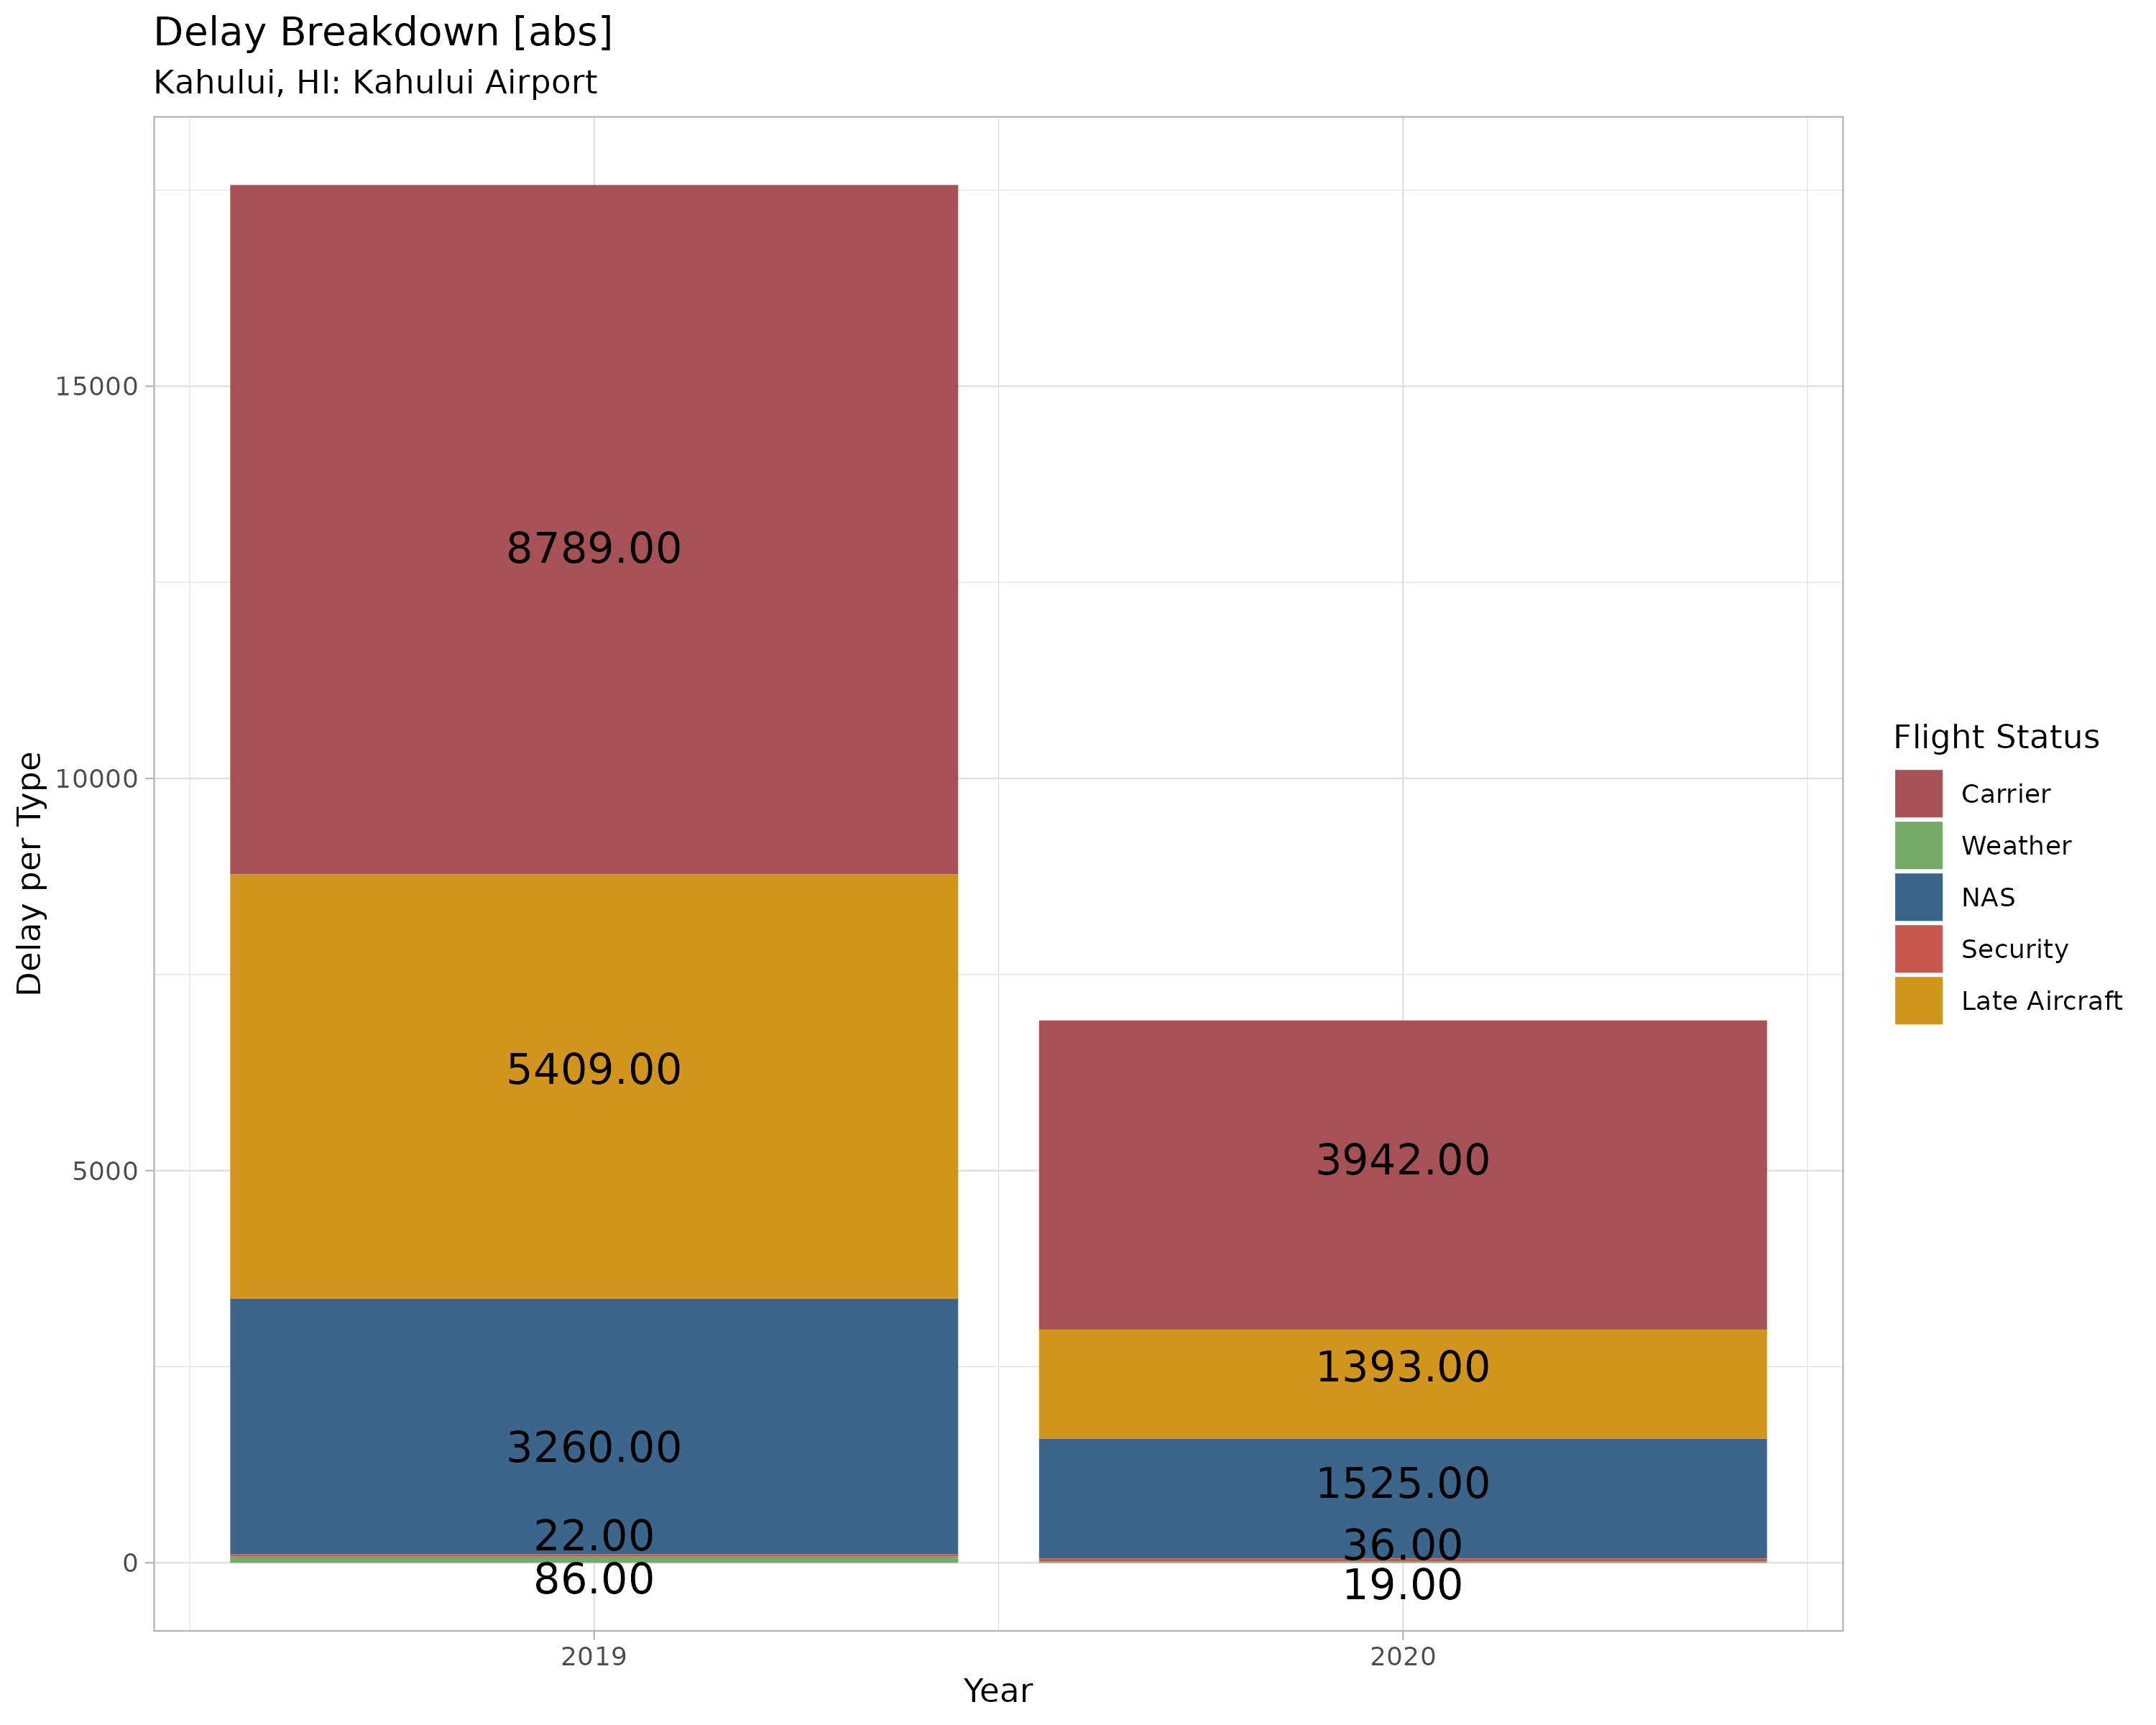 Delay Breakdown [abs]
Kahului, HI: Kahului Airport
Delay per Type
15000
10000
5000
0
8789.00
5409.00
3260.00
22.00
86.00
3942.00
1393.00
1525.00
36.00
19.00
2019
2020
Year
Flight Status
Carrier
Weather
NAS
Security
Late Aircraft